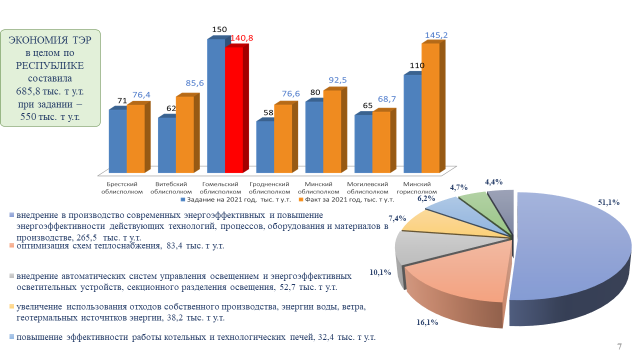 ЭКОНОМИЯ ТЭР
в целом по
РЕСПУБЛИКЕ
составила
685,8 тыс. т у.т.
при задании –
550 тыс. т у.т.
71 76,4
62 85,6
150 140,8
58 76,6
80 92,5
65 68,7
110 145,2
Брестский облисполком
Витебский облисполком
Гомельский облисполком
Гродненский облисполком
Минский облисполком
Могилевский облисполком
Минский горисполком
Задание на 2021 год, тыс. т у.т.
Факт за 2021 год, тыс. т у.т.
внедрение в производство современных энергоэффективных и повышение
энергоэффективности действующих технологий, процессов, оборудования и материалов в
производстве, 265,5 тыс. т у.т.
оптимизация схем теплоснабжения, 83,4 тыс. т у.т.
внедрение автоматических систем управления освещением и энергоэффективных
осветительных устройств, секционного разделения освещения, 52,7 тыс. т у.т.
увеличение использования отходов собственного производства, энергии воды, ветра,
геотермальных источнтков энергии, 38,2 тыс. т у.т.
повышение эффективности работы котельных и технологических печей, 32,4 тыс. т у.т.
51,1%
16,1%
10,1%
7,4%
6,2%
4,7%
4,4%
7